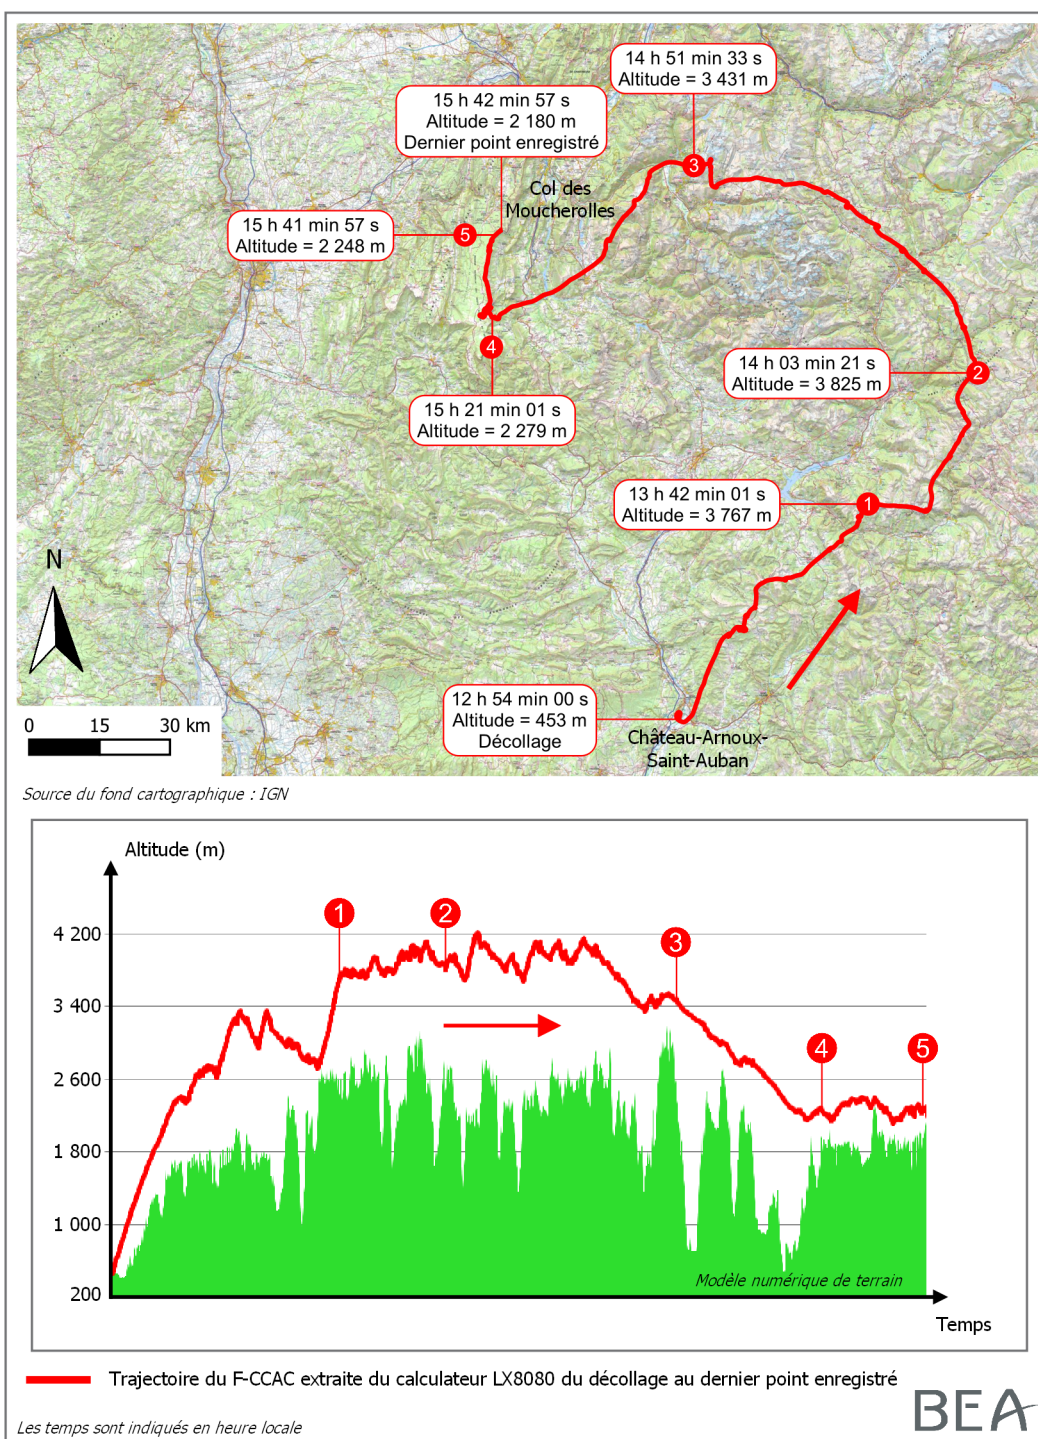 14 h 51 min 33 s
Altitude = 3 431 m
15 h 42 min 57 s
Altitude = 2 180 m
Dernier point enregistré
3
Col des
Moucherolles
15 h 41 min 57 s
Altitude = 2 248 m
5
4
14 h 03 min 21 s
Altitude = 3 825 m
2
15 h 21 min 01 s
Altitude = 2 279 m
13 h 42 min 01 s
Altitude = 3 767 m
1
N
12 h 54 min 00 s
Altitude = 453 m
Décollage
Château-Arnoux-
Saint-Auban
0 15 30 km
Source du fond cartographique : IGN
Altitude (m)
1 2 3 4 5
4 200
3 400
2 600
1 800
1 000
200
Modèle numérique de terrain
Temps
Trajectoire du F-CCAC extraite du calculateur LX8080 du décollage au dernier point enregistré
BEA
Les temps sont indiqués en heure locale